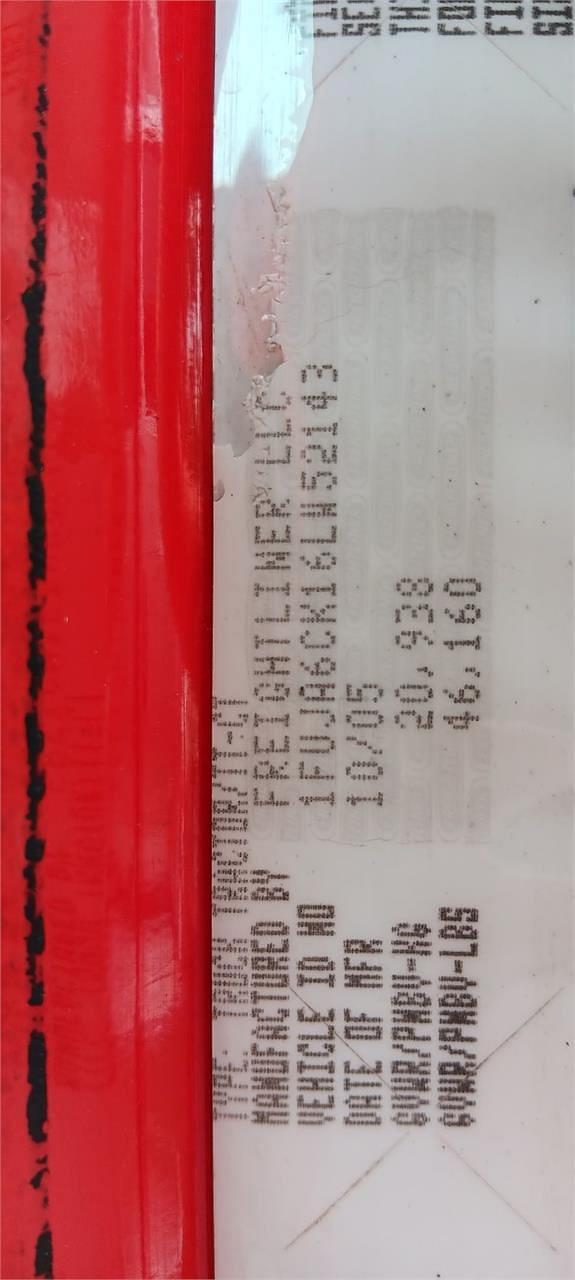 MANUFACTURED BY FREIGHTLINER LLC
VEHICLE ID NO 1FUJA6CK16LW52143
DATE OF MFR 10/05
GVWR/PNBV-KG 20,938
GVWR/PNBV-LBS 46,160